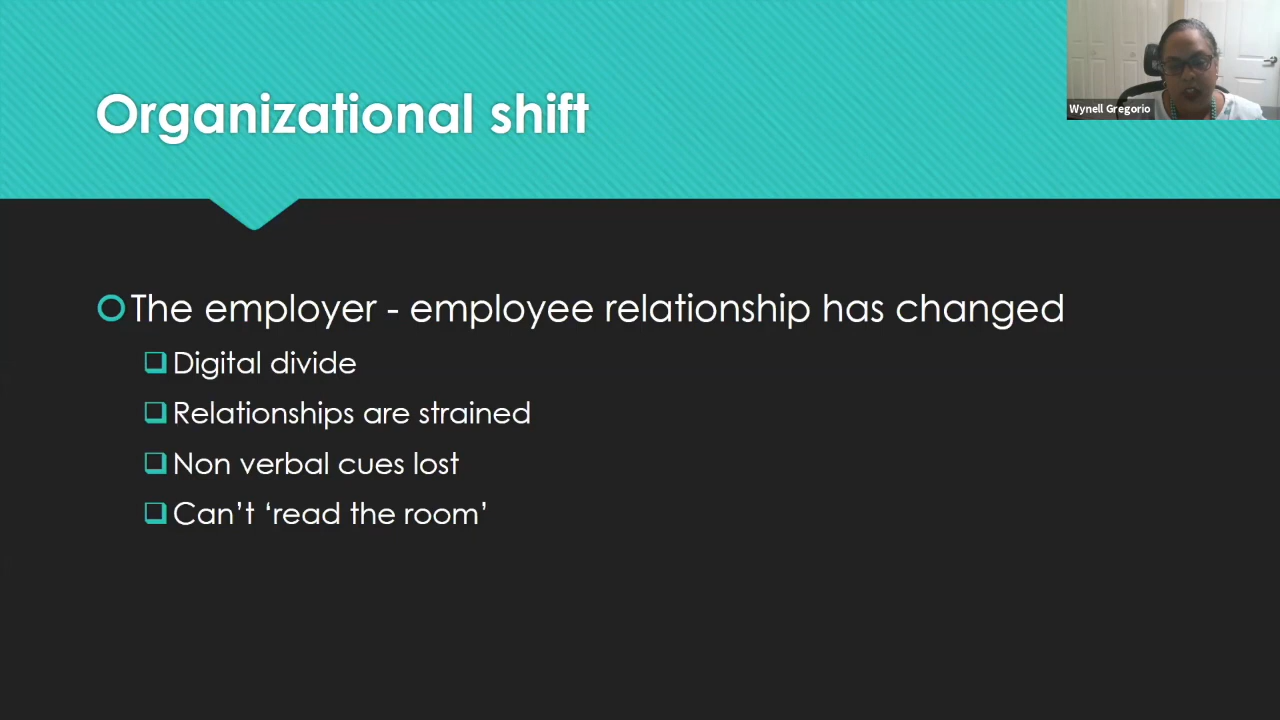 Organizational shift
Wynell Gregorio
The employer - employee relationship has changed
Digital divide
Relationships are strained
Non verbal cues lost
Can’t ‘read the room’